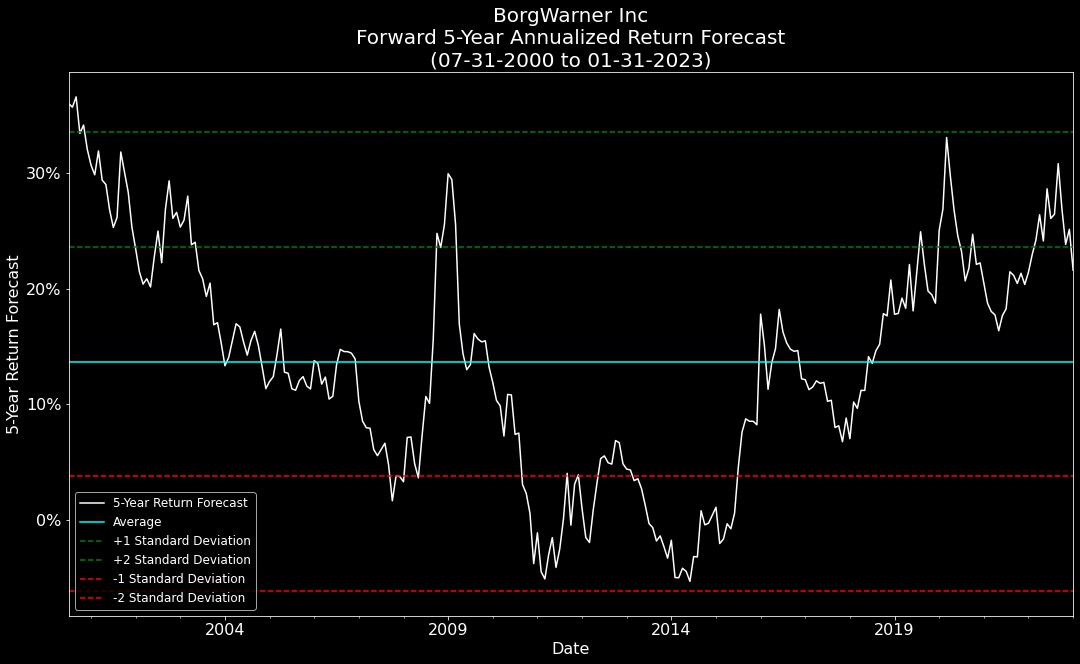 BorgWarner Inc
Forward 5-Year Annualized Return Forecast
(07-31-2000 to 01-31-2023)
5-Year Return Forecast
30%
20%
10%
0%
5-Year Return Forecast
Average
+1 Standard Deviation
+2 Standard Deviation
-1 Standard Deviation
-2 Standard Deviation
2004
2009
2014
2019
Date